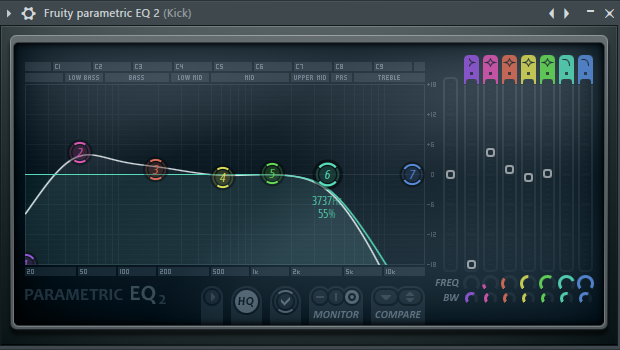 Fruity parametric EQ 2 (Kick)
C1 C2 C3 C4 C5 C6 C7 C8 C9
LOW BASS BASS LOW MID MID UPPER MID PRS TREBLE
+18
+12
+6
0
-6
-12
-18
2 3 4 5 6 7
3737Hz
55%
20 50 100 200 500 1k 2k 5k 10k
PARAMETRIC EQ 2
HQ
MONITOR
COMPARE
FREQ
BW